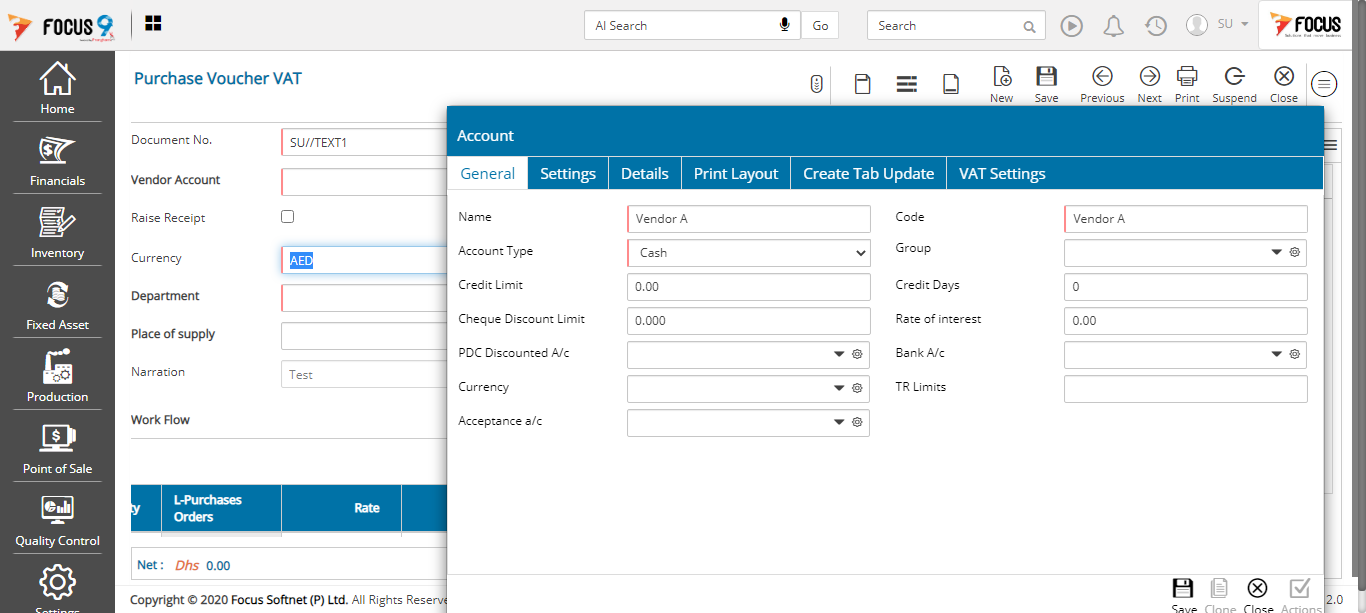 FOCUS 9
AI Search
Go
Search
SU
FOCUS
Home
Financials
Inventory
Fixed Asset
Production
Point of Sale
Quality Control
Settings
Purchase Voucher VAT
New
Save
Previous
Next
Print
Suspend
Close
Document No.
SU//TEXT1
Vendor Account
Raise Receipt
Currency
AED
Department
Place of supply
Narration
Test
Work Flow
ty
L-Purchases
Orders
Rate
Net :
Dhs
0.00
Copyright © 2020 Focus Softnet (P) Ltd. All Rights Reserve
2.0
Account
General
Settings
Details
Print Layout
Create Tab Update
VAT Settings
Name
Vendor A
Code
Vendor A
Account Type
Cash
Group
Credit Limit
0.00
Credit Days
0
Cheque Discount Limit
0.000
Rate of interest
0.00
PDC Discounted A/c
Bank A/c
Currency
TR Limits
Acceptance a/c
Save
Clone
Close
Actions